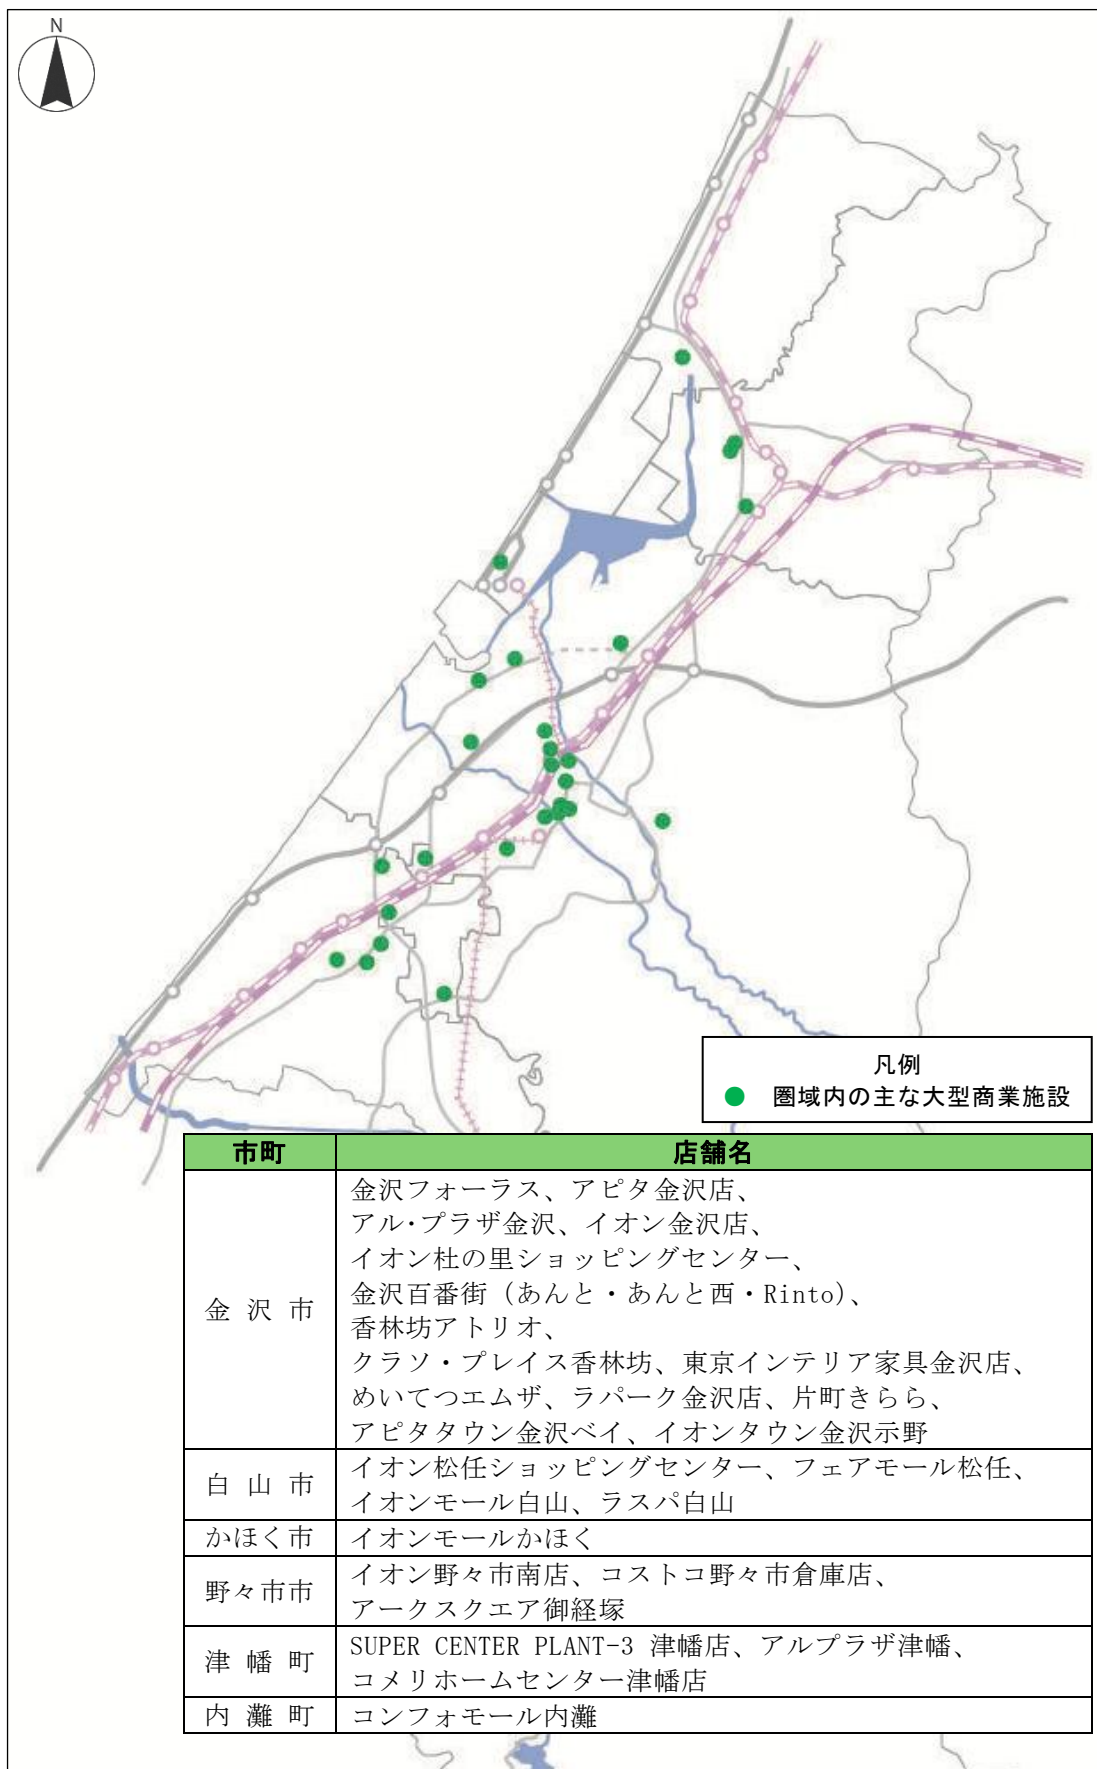 N
凡例
圏域内の主な大型商業施設
市町 店舗名
金沢市
金沢フォーラス、アピタ金沢店、
アル・プラザ金沢、イオン金沢店、
イオン杜の里ショッピングセンター、
金沢百番街（あんと・あんと西・Rinto）、
香林坊アトリオ、
クラソ・プレイス香林坊、東京インテリア家具金沢店、
めいてつエムザ、ラパーク金沢店、片町きらら、
アピタタウン金沢ベイ、イオンタウン金沢示野
白山市
イオン松任ショッピングセンター、フェアモール松任、
イオンモール白山、ラスパ白山
かほく市 イオンモールかほく
野々市市
イオン野々市南店、コストコ野々市倉庫店、
アークスクエア御経塚
津幡町
SUPER CENTER PLANT-3 津幡店、アルプラザ津幡、
コメリホームセンター津幡店
内灘町 コンフォモール内灘